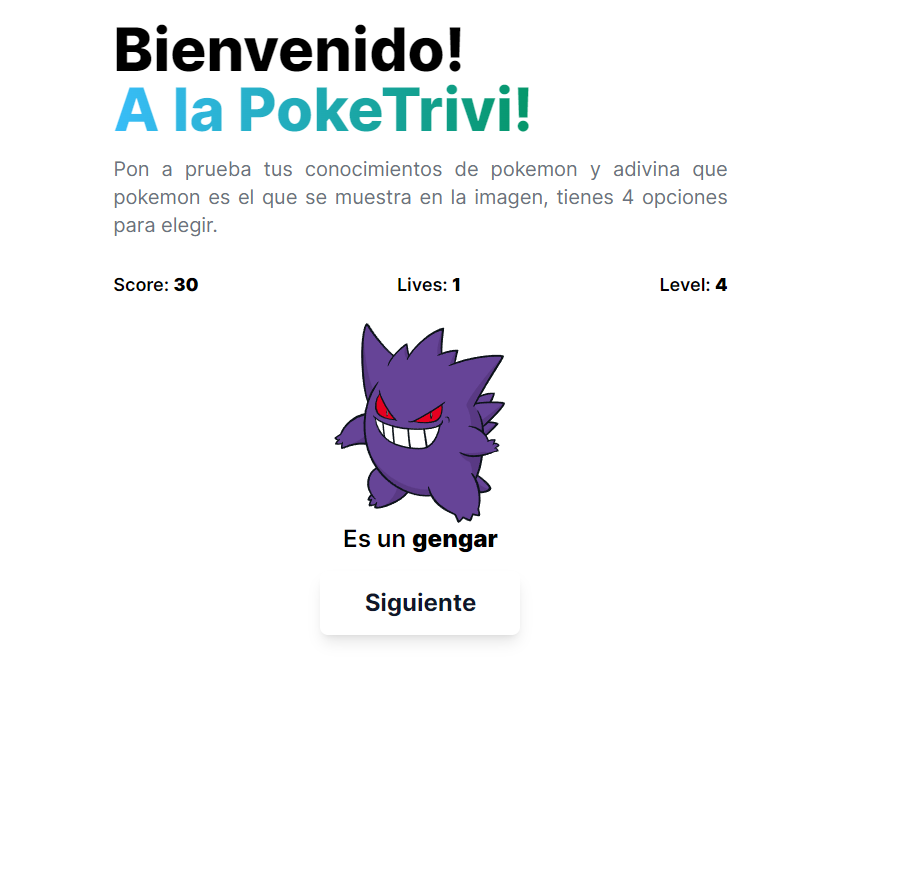 Bienvenido!
A la PokeTrivi!
Pon a prueba tus conocimientos de pokemon y adivina que
pokemon es el que se muestra en la imagen, tienes 4 opciones
para elegir.
Score: 30 Lives: 1 Level: 4
Es un gengar
Siguiente